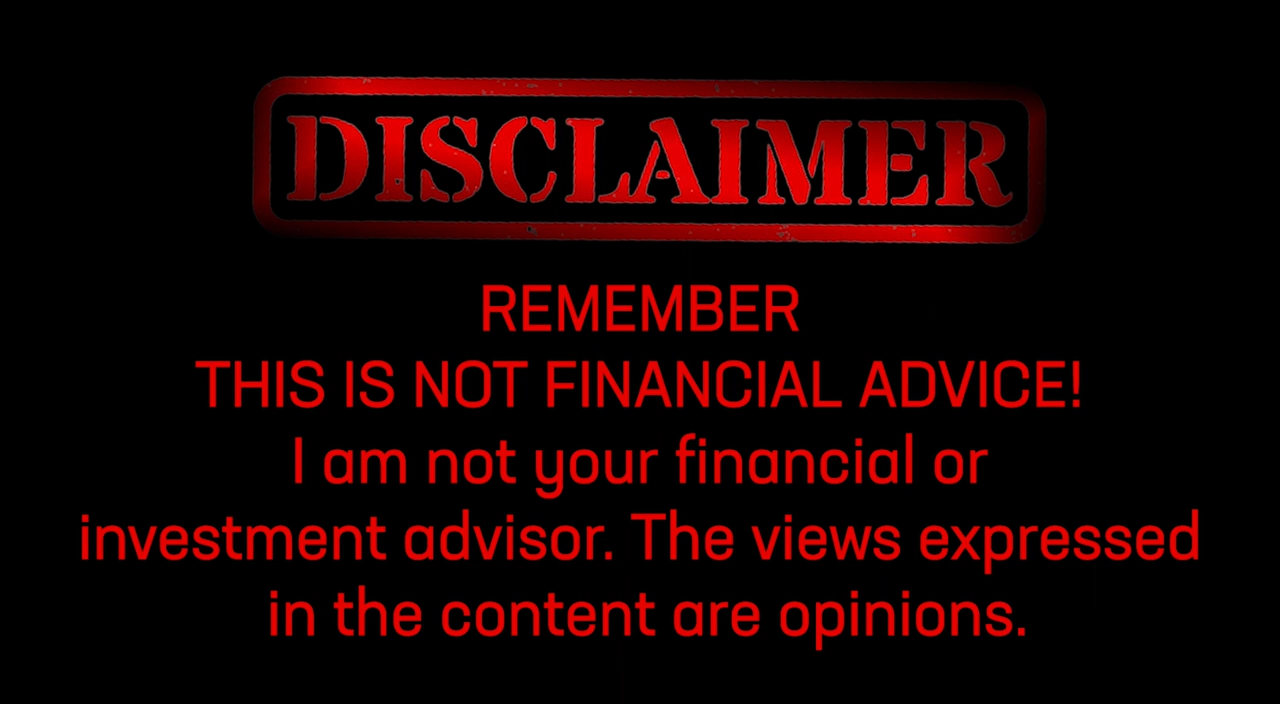 DISCLAIMER
REMEMBER
THIS IS NOT FINANCIAL ADVICE!
I am not your financial or
investment advisor. The views expressed
in the content are opinions.